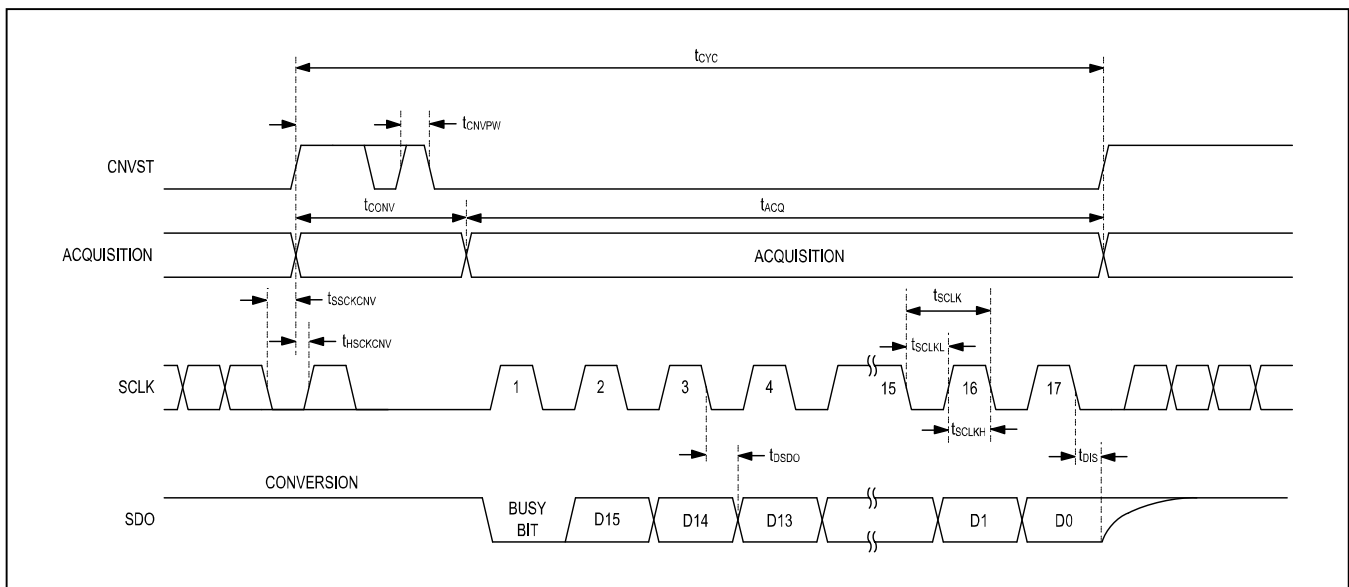 tCYC
tCNVPW
CNVST
tCONV
tACQ
ACQUISITION
ACQUISITION
tSSCKCNV
tSCLK
tHSCKCNV
tSCLKL
SCLK
1 2 3 4 15 16 17
tSCLKH
tDSDO
tDIS
CONVERSION
SDO
BUSY
BIT
D15 D14 D13 D1 D0